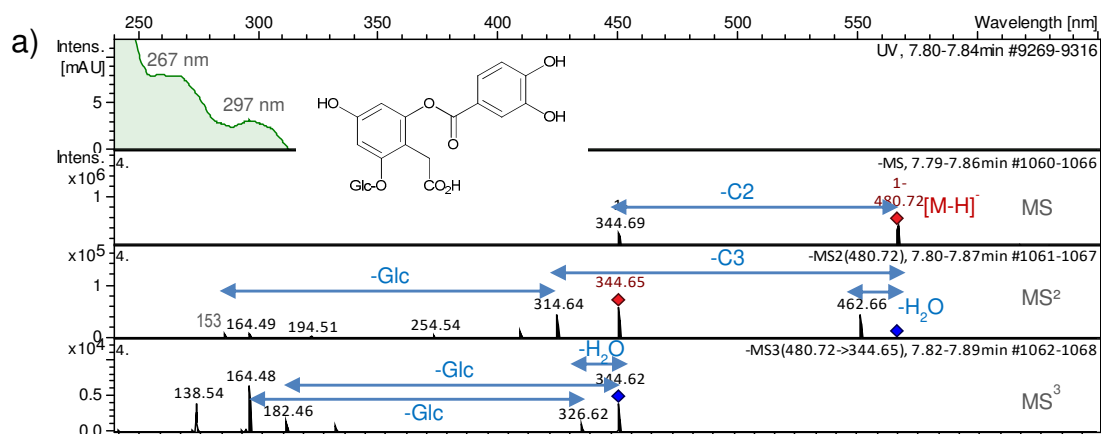 250 300 350 400 450 500 550 Wavelength [nm]
a)
Intens.
[mAU]
5
0
267 nm
297 nm
UV, 7.80-7.84min #9269-9316
HO
O
O
OH
OH
Glc-O
CO2H
Intens.
x10^6
1
4.
-MS, 7.79-7.86min #1060-1066
-C2
344.69
1-
480.72
[M-H]-
MS
x10^5
1
0
4.
-MS2(480.72), 7.80-7.87min #1061-1067
-C3
-Glc
344.65
314.64
462.66
-H2O
153
164.49
194.51
254.54
MS²
x10^4
0.5
0.0
4.
-MS3(480.72->344.65), 7.82-7.89min #1062-1068
-H2O
-Glc
344.62
164.48
138.54
182.46
-Glc
326.62
MS3